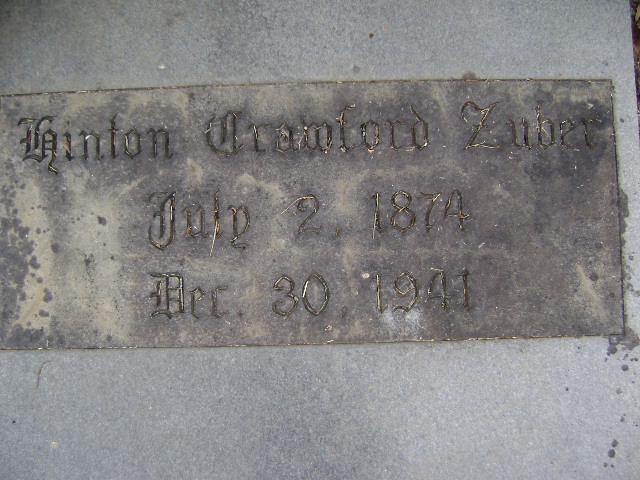 Hinton Crawford Zuber
July 2, 1874
Dec. 30, 1941